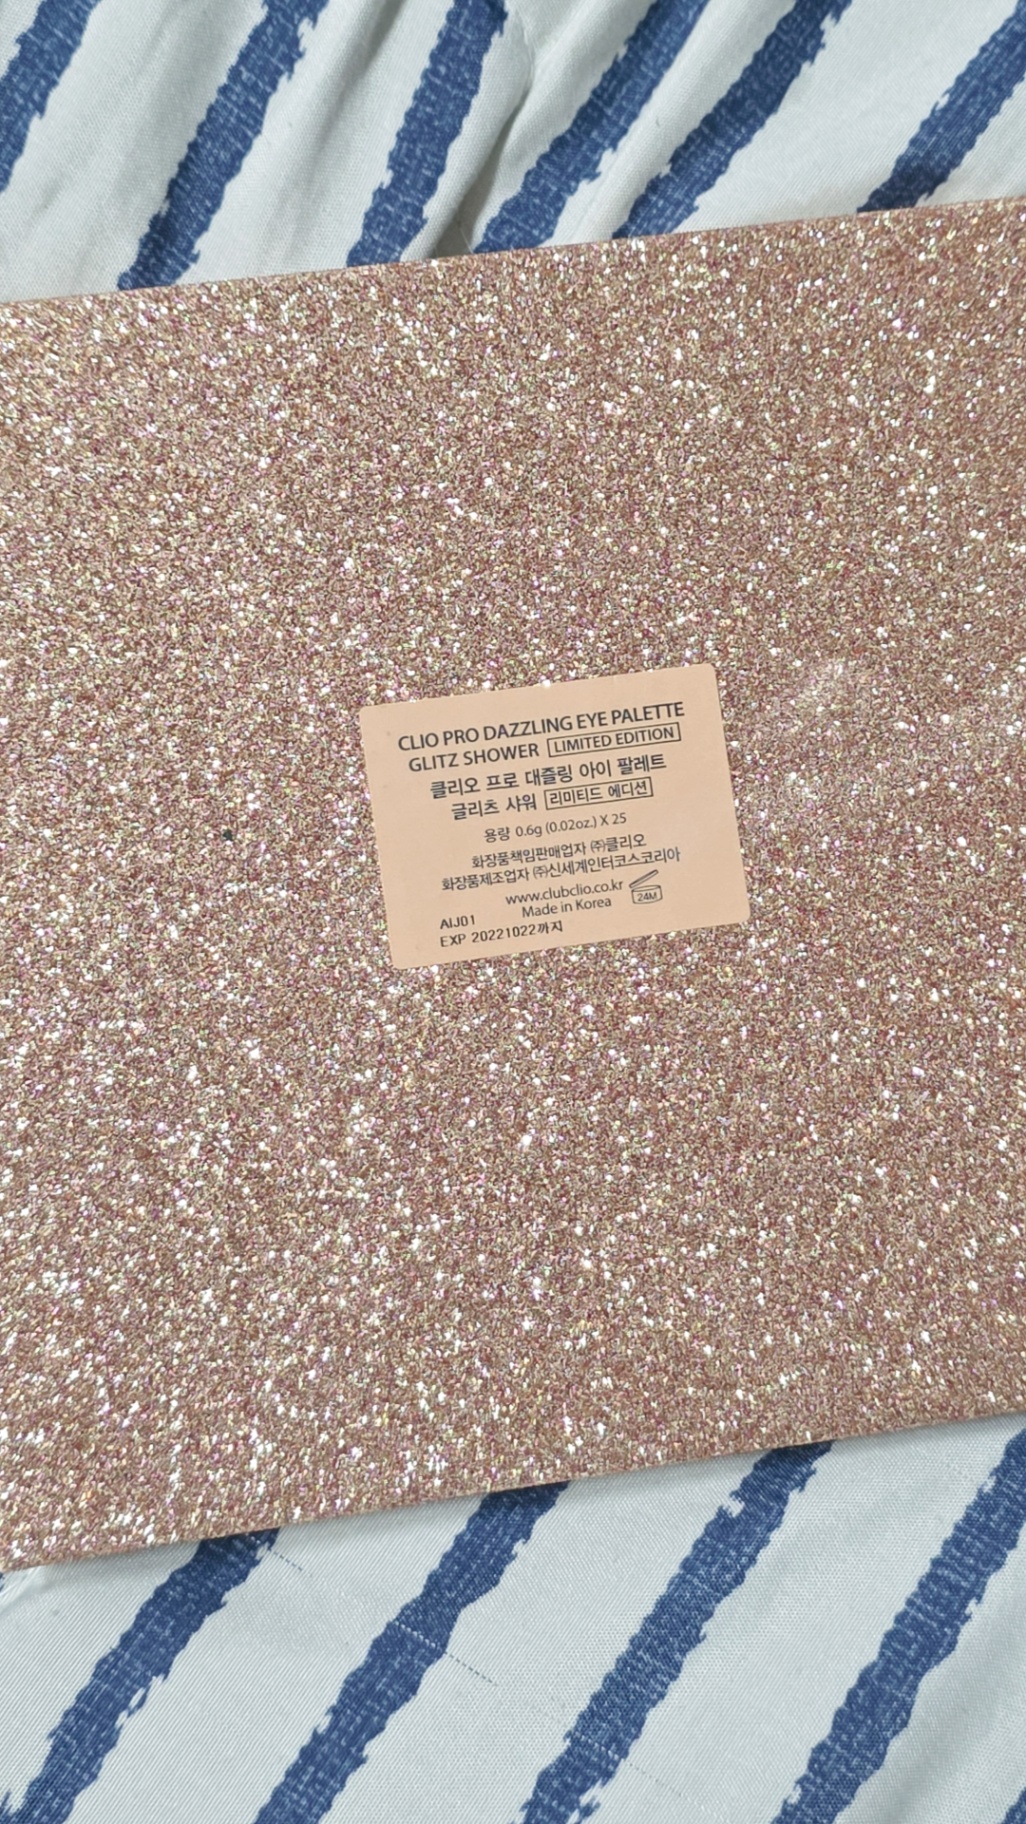 CLIO PRO DAZZLING EYE PALETTE
GLITZ SHOWER LIMITED EDITION
클리오 프로 대즐링 아이 팔레트
글리츠 샤워 리미티드 에디션
용량 0.6g (0.02oz.) X 25
화장품책임판매업자 ㈜클리오
화장품제조업자 ㈜신세계인터코스코리아
www.clubclio.co.kr
24M
AIJ01 Made in Korea
EXP 20221022까지